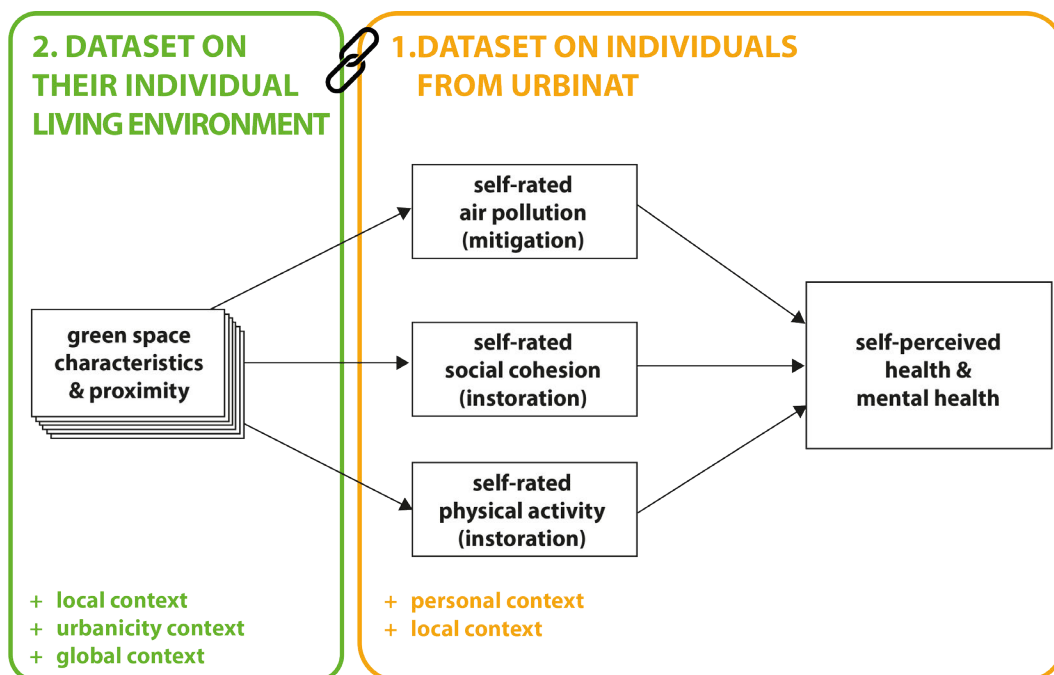 2. DATASET ON
THEIR INDIVIDUAL
LIVING ENVIRONMENT
1.DATASET ON INDIVIDUALS
FROM URBINAT
self-rated
air pollution
(mitigation)
green space
characteristics
& proximity
self-rated
social cohesion
(instoration)
self-perceived
health &
mental health
self-rated
physical activity
(instoration)
+ local context
+ urbanicity context
+ global context
+ personal context
+ local context